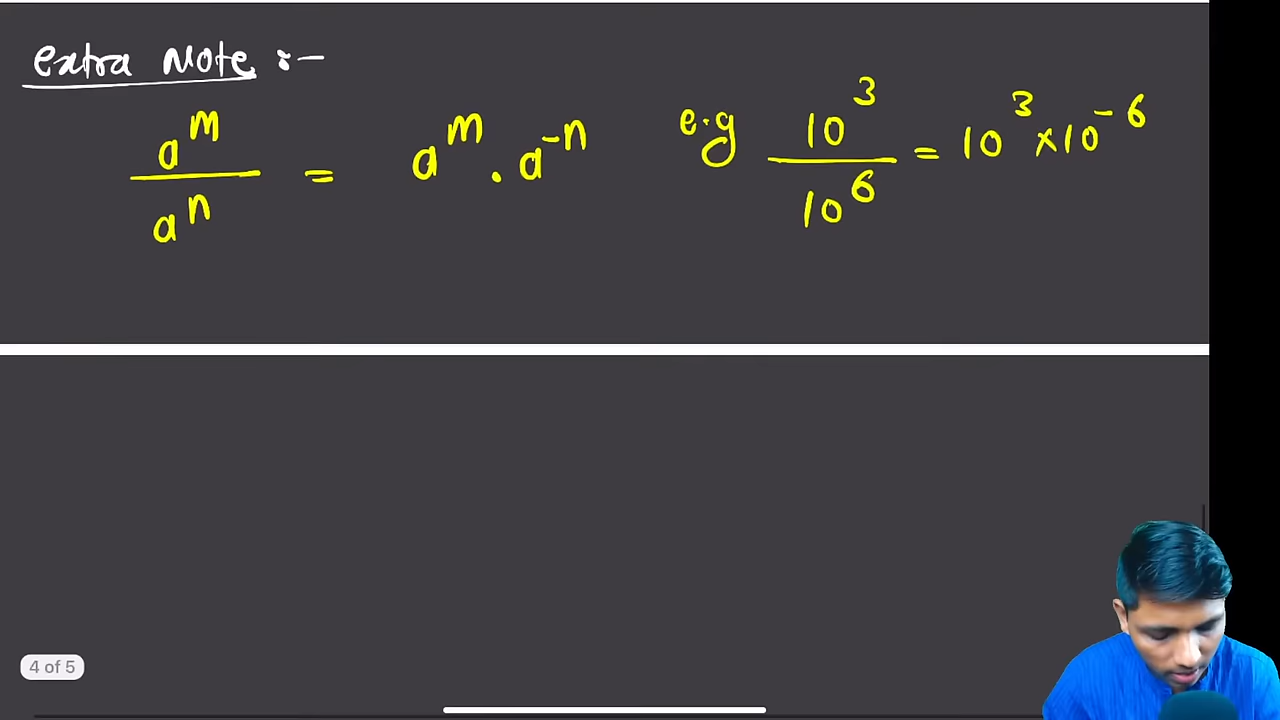 extra Note :-
a^m / a^n = a^m . a^-n
e.g 10^3 / 10^6 = 10^3 × 10^-6
4 of 5